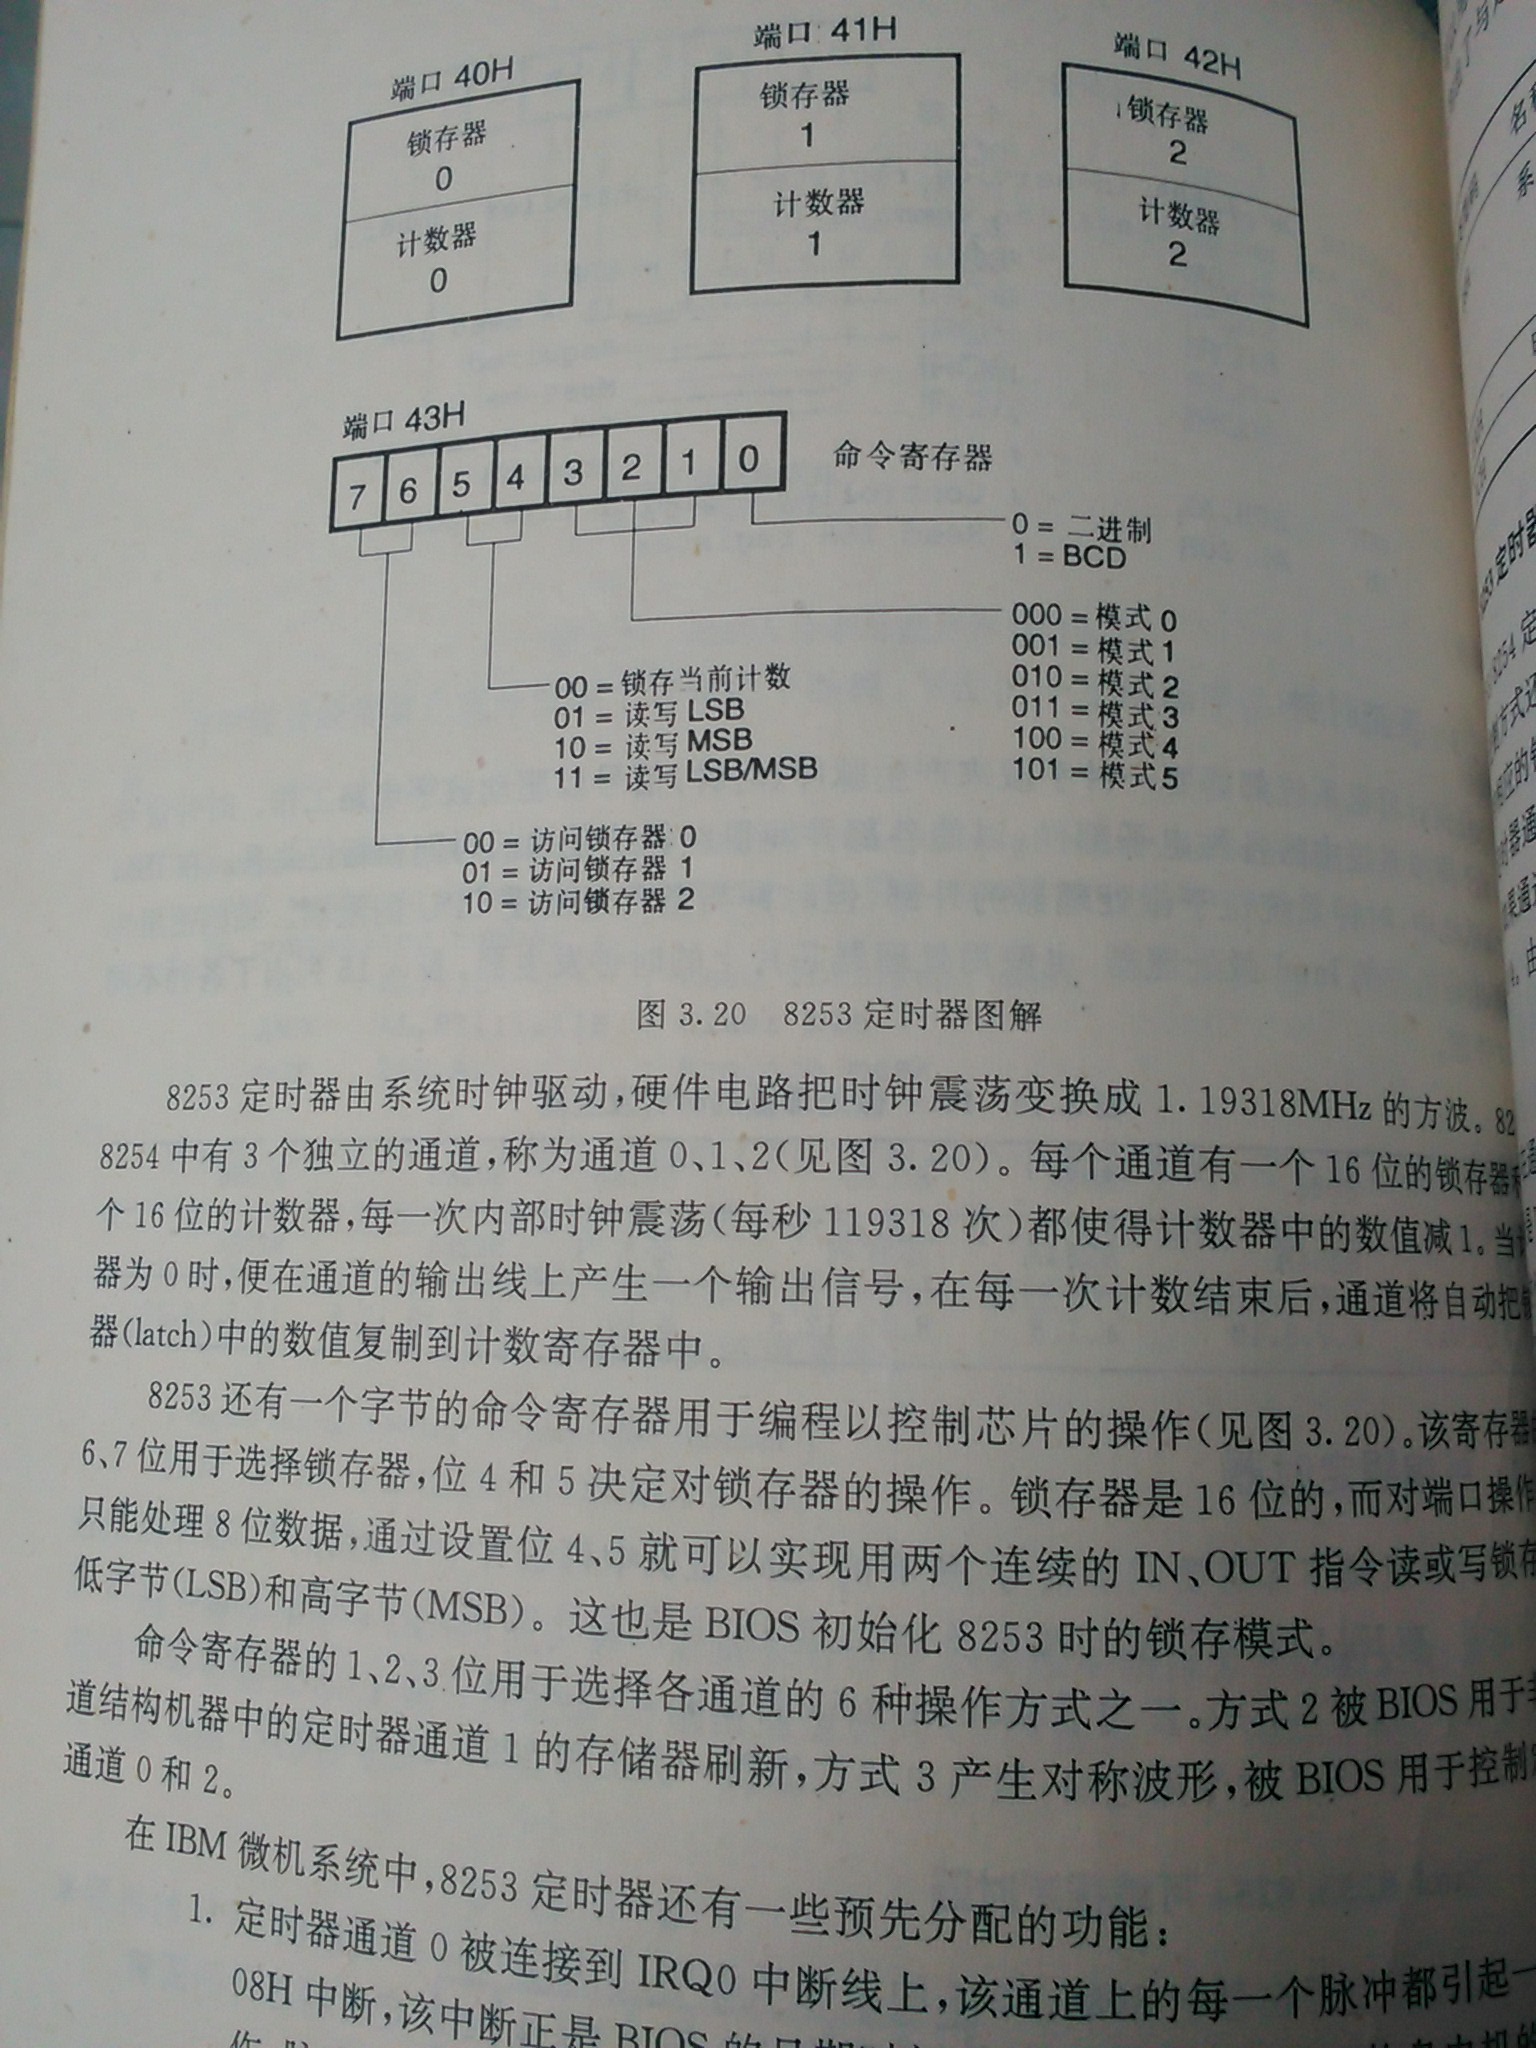 端口 40H
端口 41H
端口 42H
锁存器
0
计数器
0
锁存器
1
计数器
1
锁存器
2
计数器
2
端口 43H
7 6 5 4 3 2 1 0
命令寄存器
0 = 二进制
1 = BCD
000 = 模式 0
001 = 模式 1
010 = 模式 2
011 = 模式 3
100 = 模式 4
101 = 模式 5
00 = 锁存当前计数
01 = 读写 LSB
10 = 读写 MSB
11 = 读写 LSB/MSB
00 = 访问锁存器 0
01 = 访问锁存器 1
10 = 访问锁存器 2
图 3.20 8253 定时器图解
8253 定时器由系统时钟驱动,硬件电路把时钟震荡变换成 1.19318MHz 的方波。82
8254 中有 3 个独立的通道,称为通道 0、1、2(见图 3.20)。每个通道有一个 16 位的锁存器
个 16 位的计数器,每一次内部时钟震荡(每秒 119318 次)都使得计数器中的数值减 1。当
器为 0 时,便在通道的输出线上产生一个输出信号,在每一次计数结束后,通道将自动把
器(latch)中的数值复制到计数寄存器中。
8253 还有一个字节的命令寄存器用于编程以控制芯片的操作(见图 3.20)。该寄存器
6、7 位用于选择锁存器,位 4 和 5 决定对锁存器的操作。锁存器是 16 位的,而对端口操作
只能处理 8 位数据,通过设置位 4、5 就可以实现用两个连续的 IN、OUT 指令读或写锁存
低字节(LSB)和高字节(MSB)。这也是 BIOS 初始化 8253 时的锁存模式。
命令寄存器的 1、2、3 位用于选择各通道的 6 种操作方式之一。方式 2 被 BIOS 用于
道结构机器中的定时器通道 1 的存储器刷新,方式 3 产生对称波形,被 BIOS 用于控制
通道 0 和 2。
在 IBM 微机系统中,8253 定时器还有一些预先分配的功能:
1. 定时器通道 0 被连接到 IRQ0 中断线上,该通道上的每一个脉冲都引起一
08H 中断,该中断正是 BIOS 的